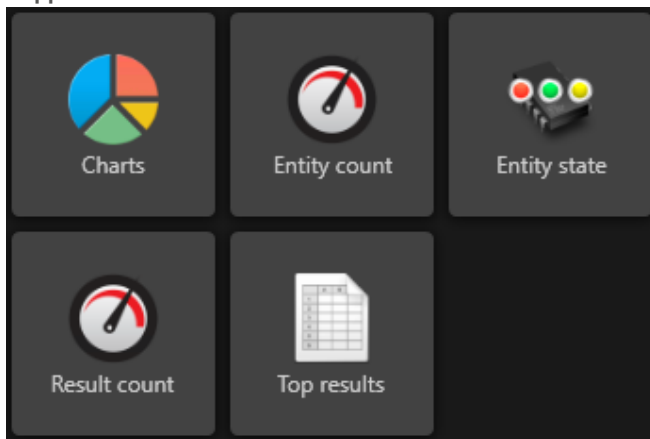 Charts
Entity count
Entity state
Result count
Top results